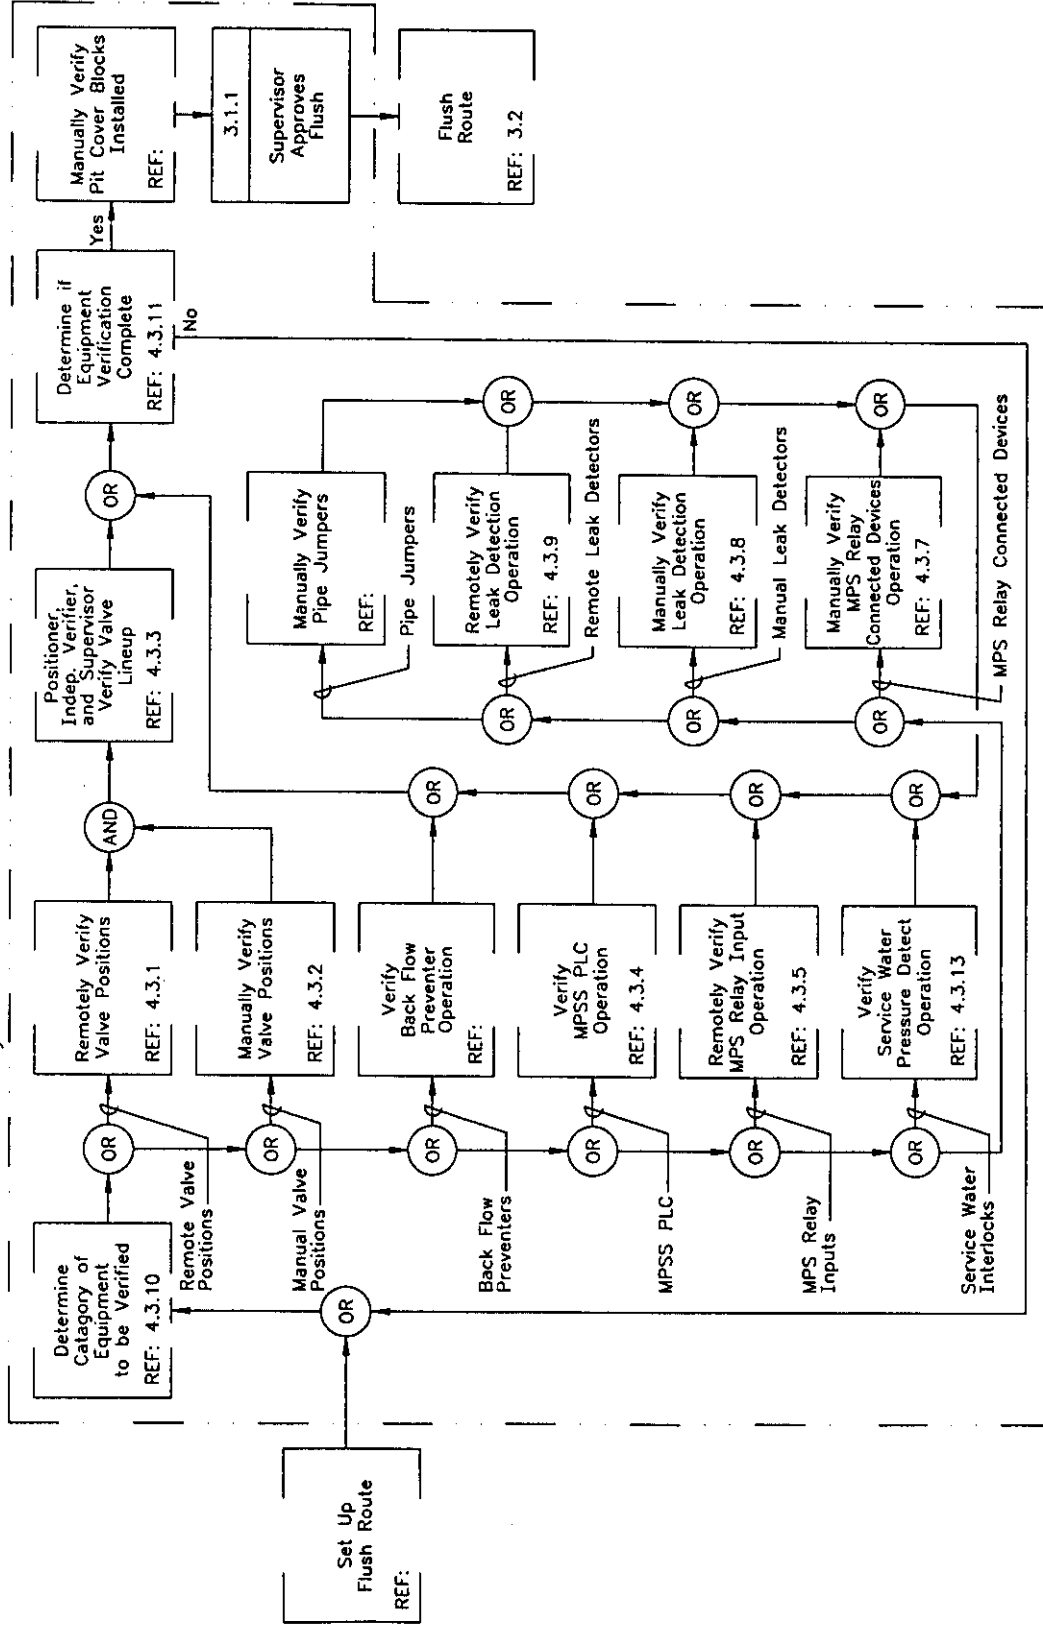 Set Up
Flush Route
REF:
OR
Determine
Catagory of
Equipment
to be Verified
REF: 4.3.10
OR
Remote Valve
Positions
Remotely Verify
Valve Positions
REF: 4.3.1
OR
Manual Valve
Positions
Manually Verify
Valve Positions
REF: 4.3.2
AND
Positioner,
Indep. Verifier,
and Supervisor
Verify Valve
Lineup
REF: 4.3.3
OR
Determine if
Equipment
Verification
Complete
REF: 4.3.11
Yes
No
Manually Verify
Pit Cover Blocks
Installed
REF:
3.1.1
Supervisor
Approves
Flush
Flush
Route
REF: 3.2
OR
Back Flow
Preventers
Verify
Back Flow
Preventer
Operation
REF:
OR
OR
MPSS PLC
Verify
MPSS PLC
Operation
REF: 4.3.4
OR
OR
MPS Relay
Inputs
Remotely Verify
MPS Relay Input
Operation
REF: 4.3.5
OR
OR
Service Water
Interlocks
Verify
Service Water
Pressure Detect
Operation
REF: 4.3.13
OR
Manually Verify
Pipe Jumpers
REF:
Pipe Jumpers
OR
Remotely Verify
Leak Detection
Operation
REF: 4.3.9
OR
Remote Leak Detectors
OR
Manually Verify
Leak Detection
Operation
REF: 4.3.8
OR
Manual Leak Detectors
OR
Manually Verify
MPS Relay
Connected Devices
Operation
REF: 4.3.7
OR
MPS Relay Connected Devices